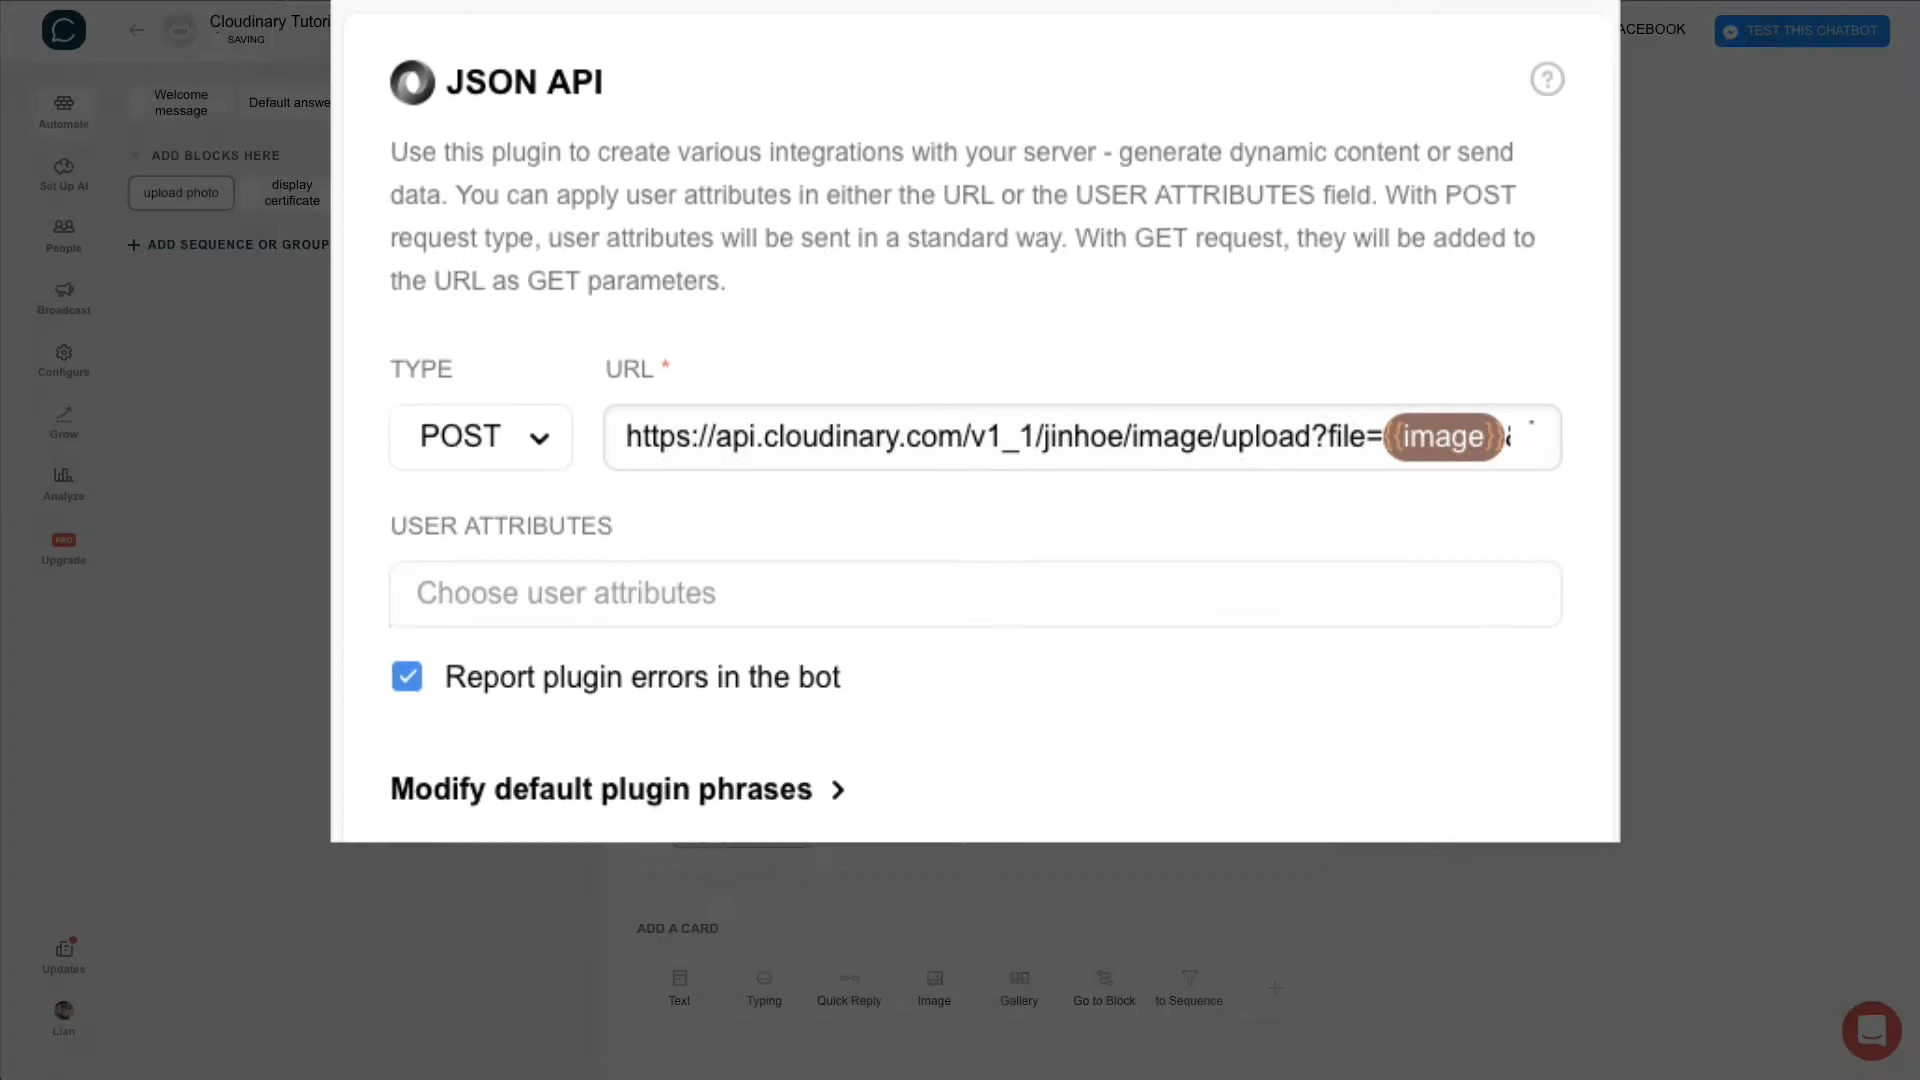 Cloudinary Tutori
SAVING
ACEBOOK
TEST THIS CHATBOT
Automate
Set Up AI
People
Broadcast
Configure
Grow
Analyze
PRO
Upgrade
Updates
Lian
Welcome
message
Default answe
ADD BLOCKS HERE
upload photo
display
certificate
+ ADD SEQUENCE OR GROUP
JSON API
?
Use this plugin to create various integrations with your server - generate dynamic content or send
data. You can apply user attributes in either the URL or the USER ATTRIBUTES field. With POST
request type, user attributes will be sent in a standard way. With GET request, they will be added to
the URL as GET parameters.
TYPE
URL *
POST
https://api.cloudinary.com/v1_1/jinhoe/image/upload?file={{image}}
USER ATTRIBUTES
Choose user attributes
Report plugin errors in the bot
Modify default plugin phrases >
ADD A CARD
Text
Typing
Quick Reply
Image
Gallery
Go to Block
to Sequence
+